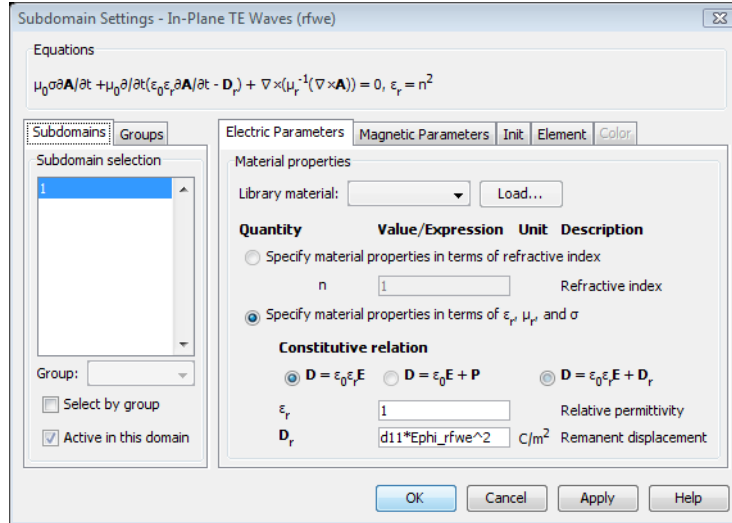 Subdomain Settings - In-Plane TE Waves (rfwe)
Equations
μ₀σ∂A/∂t +μ₀∂/∂t(ε₀εᵣ∂A/∂t - Dᵣ) + ∇×(μᵣ⁻¹(∇×A)) = 0, εᵣ = n²
Subdomains Groups
Electric Parameters Magnetic Parameters Init Element Color
Subdomain selection
1
Group:
Select by group
Active in this domain
Material properties
Library material: Load...
Quantity Value/Expression Unit Description
Specify material properties in terms of refractive index
n 1 Refractive index
Specify material properties in terms of εᵣ, μᵣ, and σ
Constitutive relation
D = ε₀εᵣE D = ε₀E + P D = ε₀εᵣE + Dᵣ
εᵣ 1 Relative permittivity
Dᵣ d11*Ephi_rfwe^2 C/m² Remanent displacement
OK Cancel Apply Help